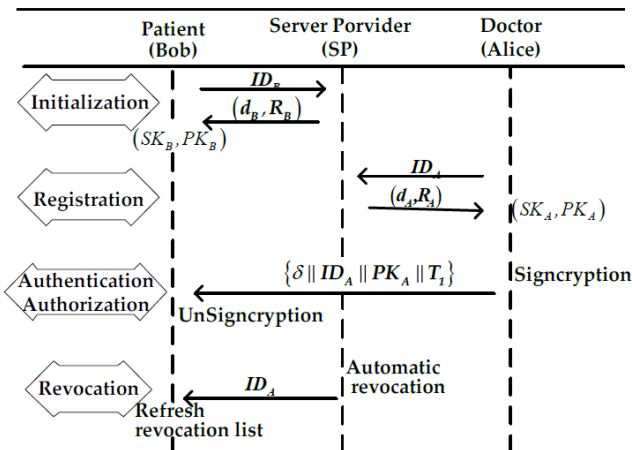 Patient
(Bob)
Server Porvider
(SP)
Doctor
(Alice)
Initialization
ID_B
(d_B, R_B)
(SK_B, PK_B)
Registration
ID_A
(d_A, R_A)
(SK_A, PK_A)
Authentication
Authorization
{δ || ID_A || PK_A || T_1}
Signcryption
UnSigncryption
Revocation
ID_A
Automatic
revocation
Refresh
revocation list